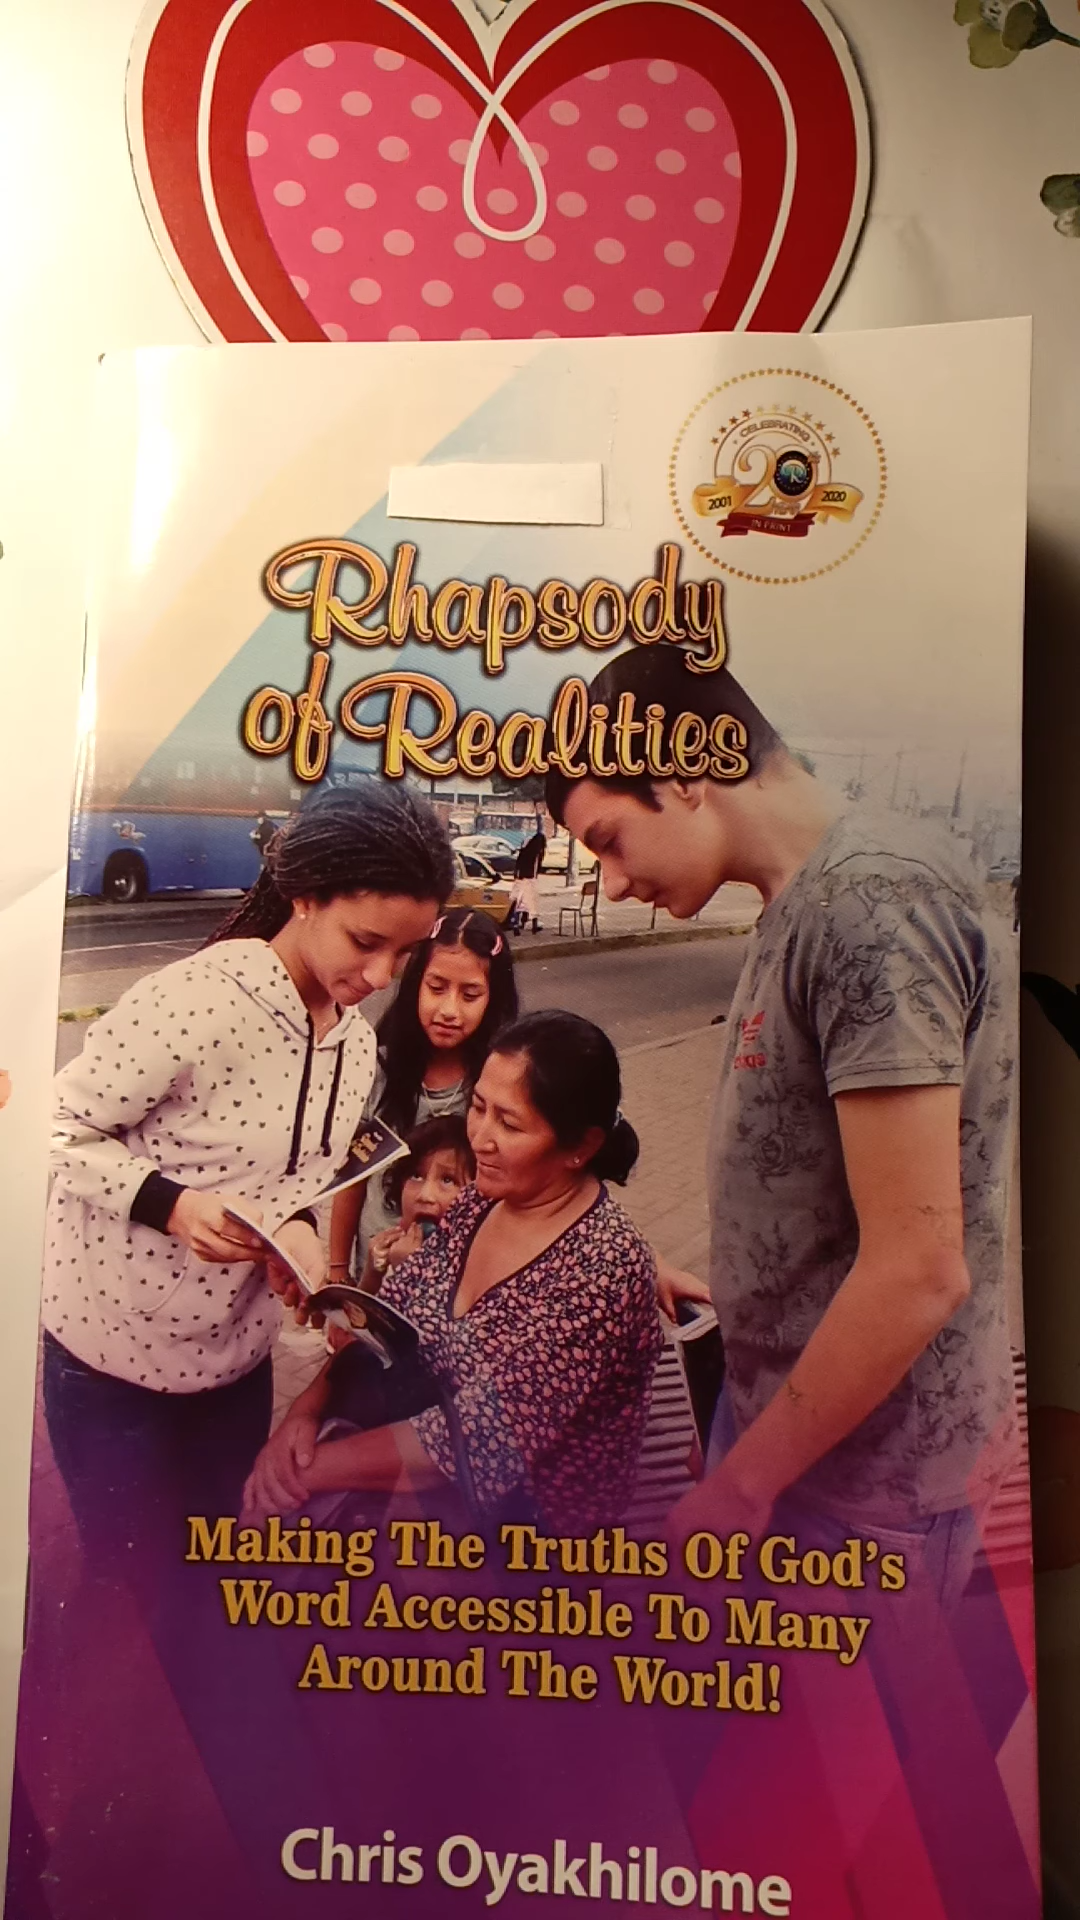 CELEBRATING
20
2001
2020
IN PRINT
Rhapsody
of Realities
Making The Truths Of God's
Word Accessible To Many
Around The World!
Chris Oyakhilome